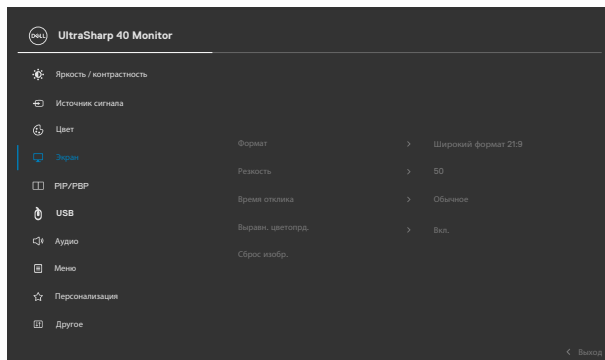 DELL UltraSharp 40 Monitor
Яркость / контрастность
Источник сигнала
Цвет
Экран
PIP/PBP
USB
Аудио
Меню
Персонализация
Другое
Формат > Широкий формат 21:9
Резкость > 50
Время отклика > Обычное
Выравн. цветопрд. > Вкл.
Сброс изобр.
< Выход